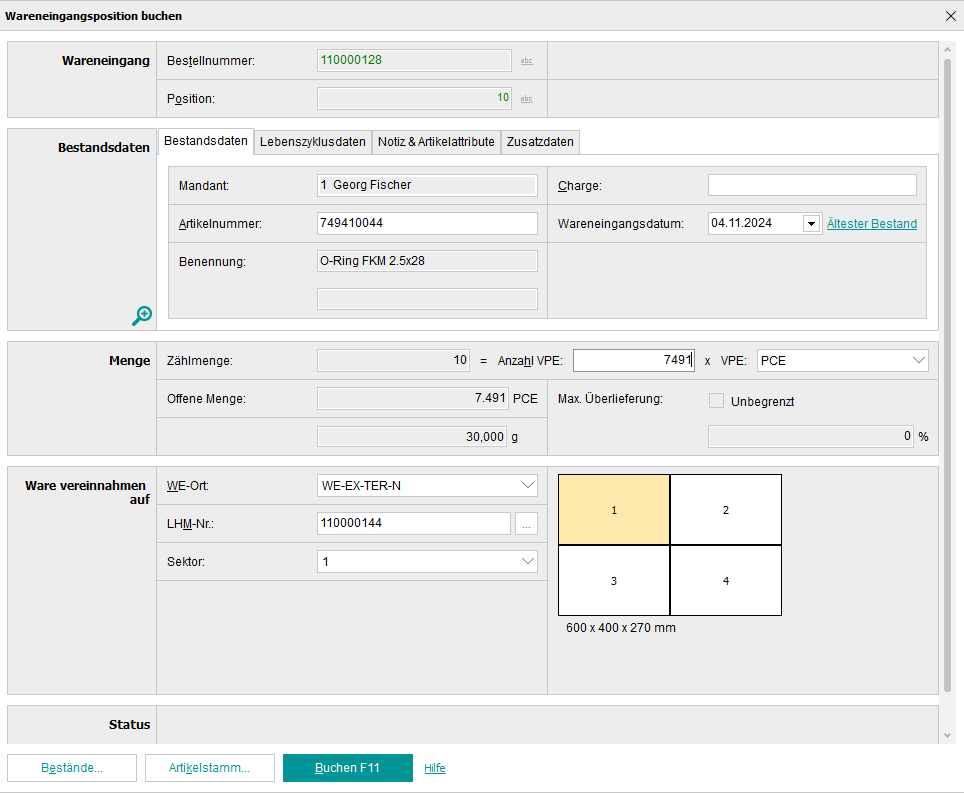 Wareneingangsposition buchen
Wareneingang
Bestellnummer: 110000128 abc
Position: 10 abc
Bestandsdaten
Bestandsdaten Lebenszyklusdaten Notiz & Artikelattribute Zusatzdaten
Mandant: 1 Georg Fischer Charge:
Artikelnummer: 749410044 Wareneingangsdatum: 04.11.2024 Ältester Bestand
Benennung: O-Ring FKM 2.5x28
Menge
Zählmenge: 10 = Anzahl VPE: 7491 x VPE: PCE
Offene Menge: 7.491 PCE Max. Überlieferung: Unbegrenzt
30,000 g 0 %
Ware vereinnahmen
auf
WE-Ort: WE-EX-TER-N
LHM-Nr.: 110000144 ...
Sektor: 1
1 2
3 4
600 x 400 x 270 mm
Status
Bestände... Artikelstamm... Buchen F11 Hilfe